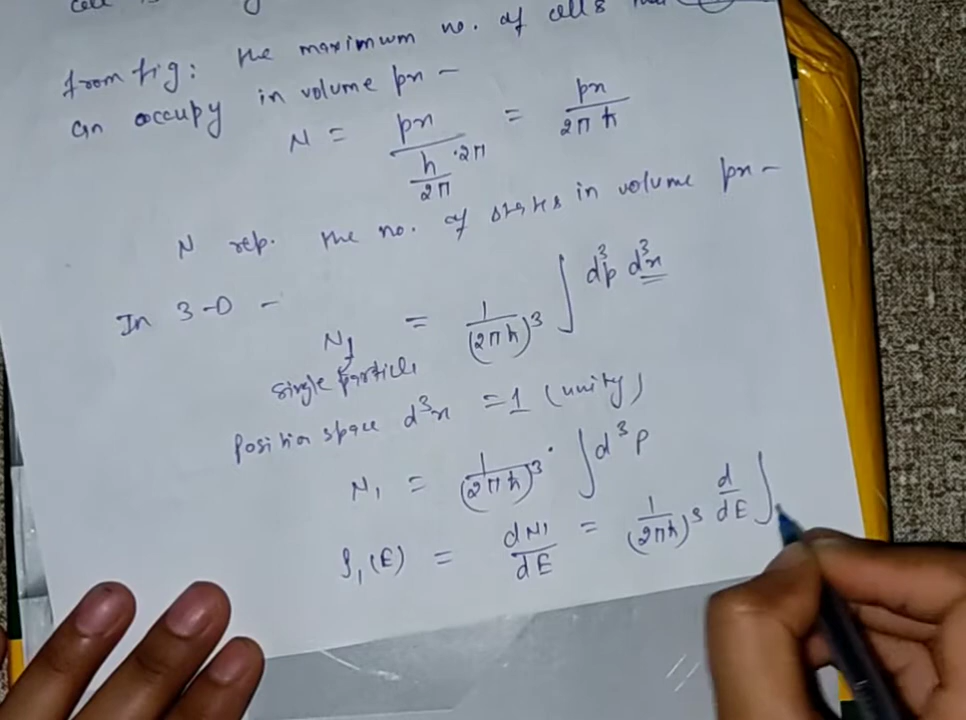 cell
from fig: the maximum no. of cells that
can occupy in volume px –
N = px / (h/2π · 2π) = px / 2πħ
N rep. the no. of states in volume px –
In 3-D –
N₁ = 1/(2πħ)³ ∫ d³p d³x
single particle
Position space d³x = 1 (unity)
N₁ = 1/(2πħ)³ · ∫ d³p
ρ₁(E) = dN₁/dE = 1/(2πħ)³ d/dE ∫